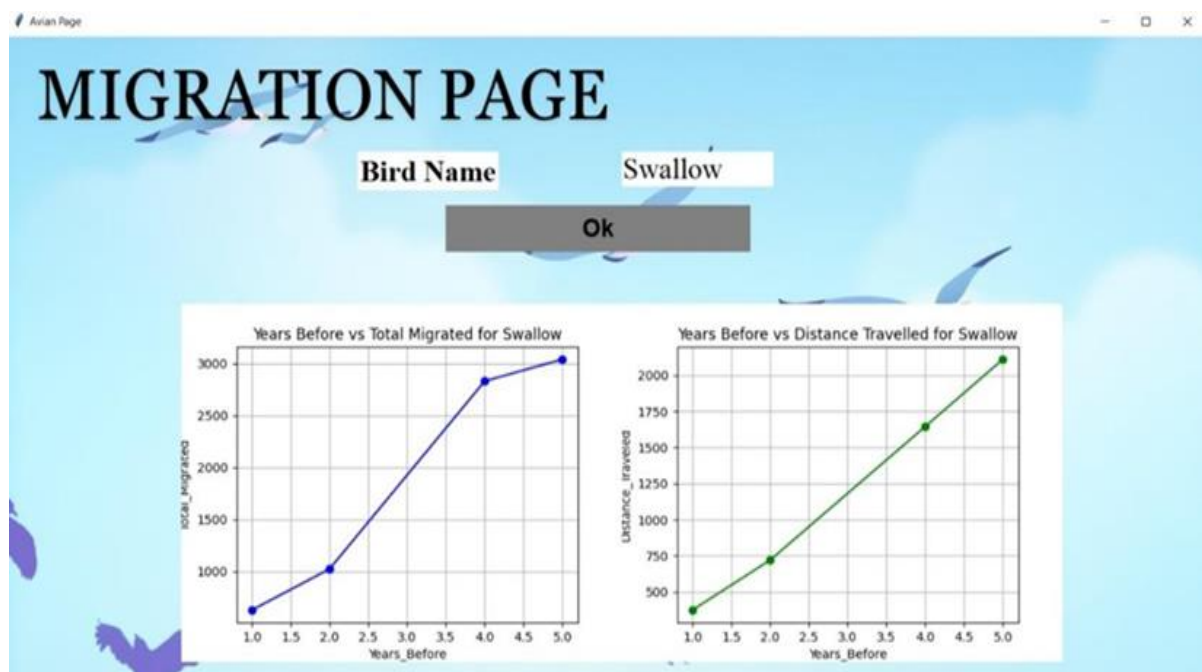 Avian Page
MIGRATION PAGE
Bird Name
Swallow
Ok
Years Before vs Total Migrated for Swallow
3000
2500
2000
1500
1000
Total_Migrated
1.0 1.5 2.0 2.5 3.0 3.5 4.0 4.5 5.0
Years_Before
Years Before vs Distance Travelled for Swallow
2000
1750
1500
1250
1000
750
500
Distance_Traveled
1.0 1.5 2.0 2.5 3.0 3.5 4.0 4.5 5.0
Years_Before